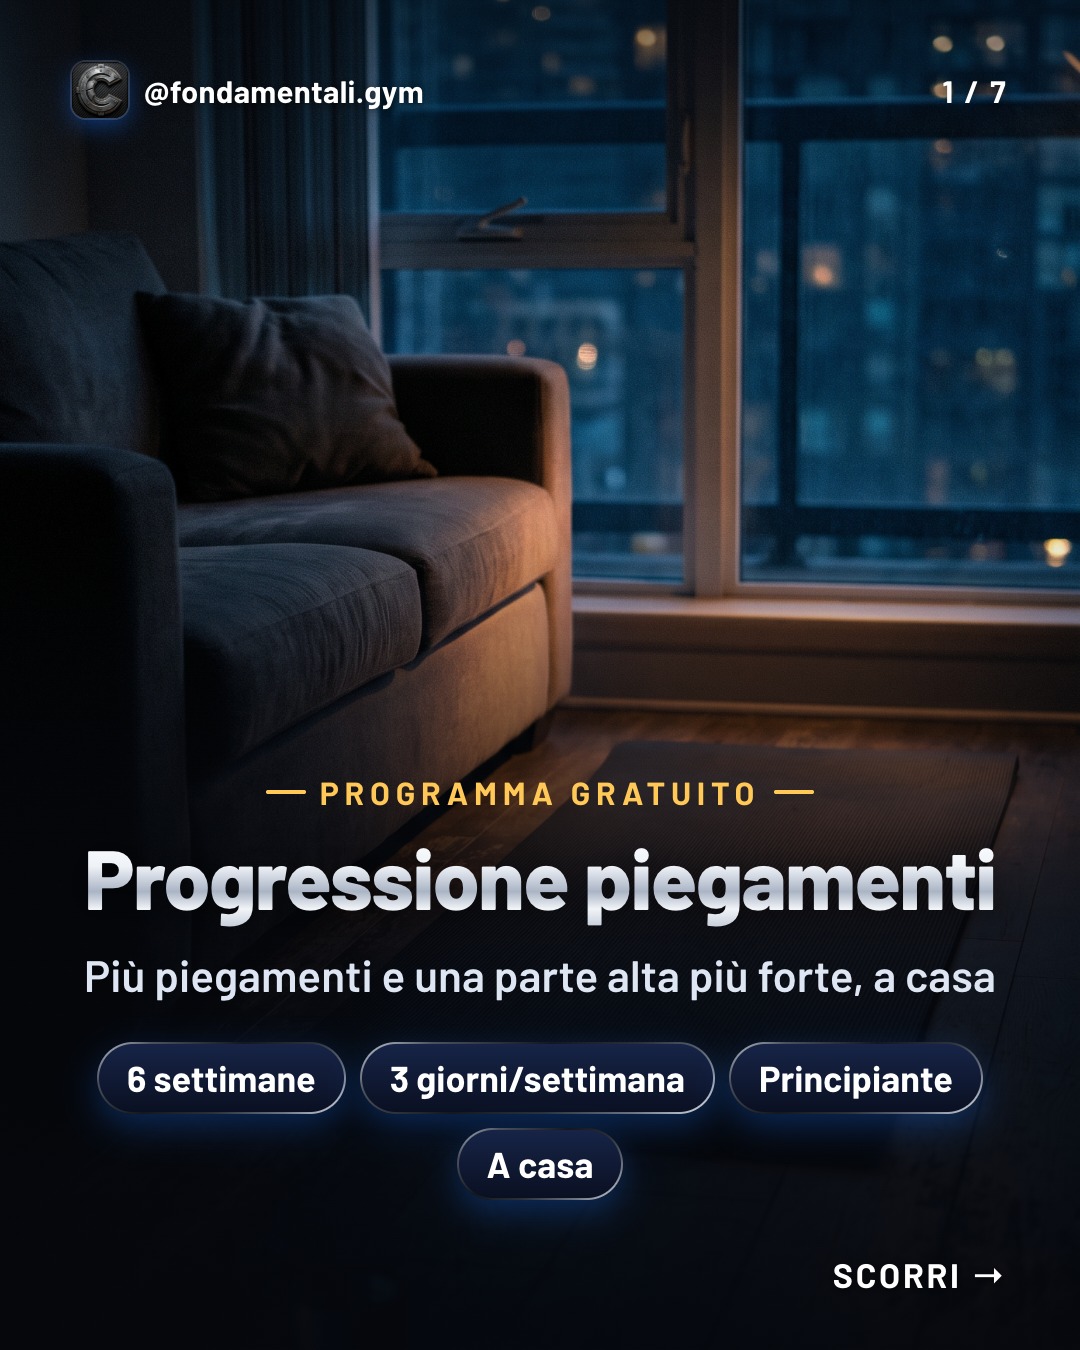 @fondamentali.gym
1 / 7
PROGRAMMA GRATUITO
Progressione piegamenti
Più piegamenti e una parte alta più forte, a casa
6 settimane
3 giorni/settimana
Principiante
A casa
SCORRI →